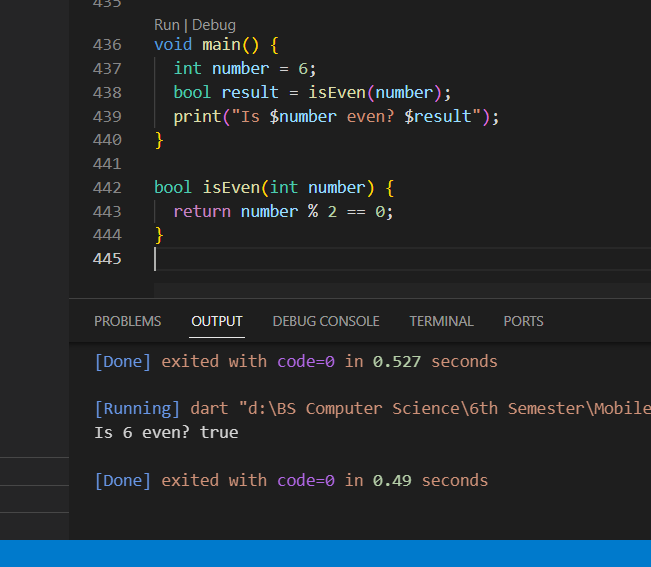 435
Run | Debug
436 void main() {
437 int number = 6;
438 bool result = isEven(number);
439 print("Is $number even? $result");
440 }
441
442 bool isEven(int number) {
443 return number % 2 == 0;
444 }
445
PROBLEMS OUTPUT DEBUG CONSOLE TERMINAL PORTS
[Done] exited with code=0 in 0.527 seconds
[Running] dart "d:\BS Computer Science\6th Semester\Mobile
Is 6 even? true
[Done] exited with code=0 in 0.49 seconds